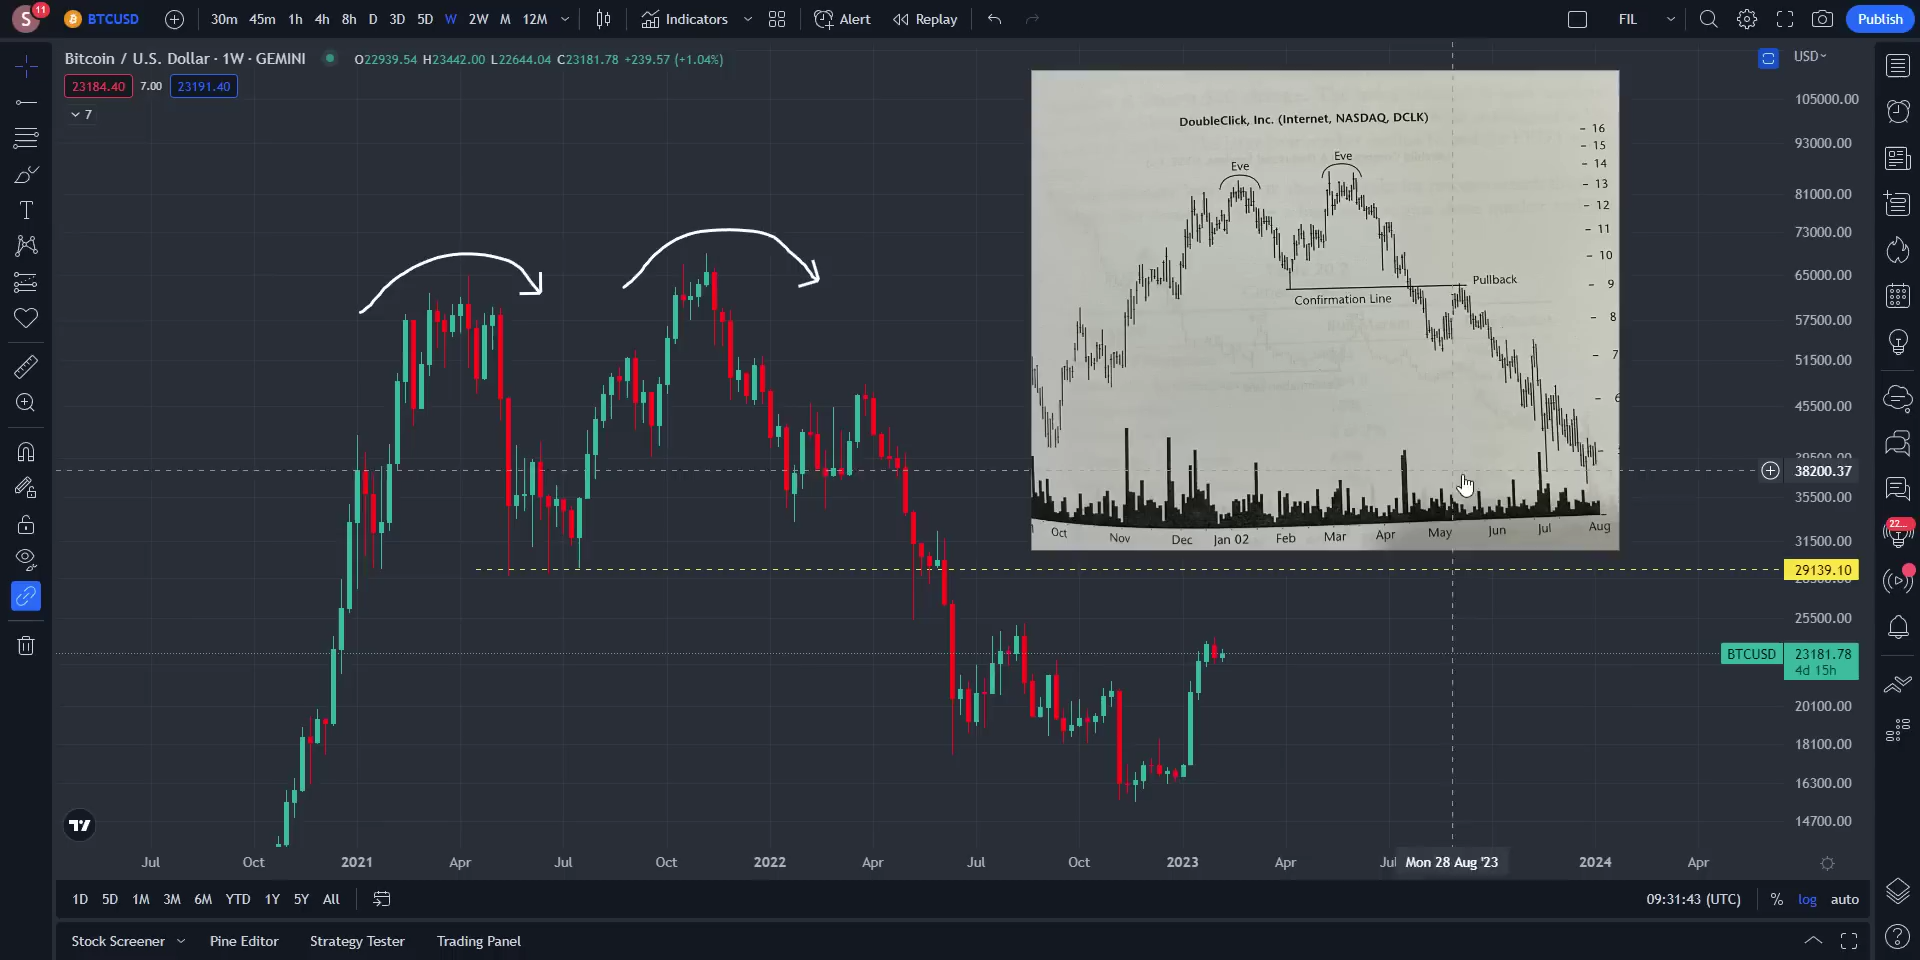 S 11 BTCUSD 30m 45m 1h 4h 8h D 3D 5D W 2W M 12M Indicators Alert Replay FIL Publish
Bitcoin / U.S. Dollar · 1W · GEMINI O22939.54 H23442.00 L22644.04 C23181.78 +239.57 (+1.04%) USD
23184.40 7.00 23191.40
7
105000.00
93000.00
81000.00
73000.00
65000.00
57500.00
51500.00
45500.00
38200.37
35500.00
31500.00
29139.10
25500.00
BTCUSD 23181.78
4d 15h
20100.00
18100.00
16300.00
14700.00
DoubleClick, Inc. (Internet, NASDAQ, DCLK)
Eve Eve
16
15
14
13
12
11
10
9
8
7
6
Pullback
Confirmation Line
Oct Nov Dec Jan 02 Feb Mar Apr May Jun Jul Aug
22...
T
Jul Oct 2021 Apr Jul Oct 2022 Apr Jul Oct 2023 Apr Mon 28 Aug '23 2024 Apr
1D 5D 1M 3M 6M YTD 1Y 5Y All 09:31:43 (UTC) % log auto
Stock Screener Pine Editor Strategy Tester Trading Panel